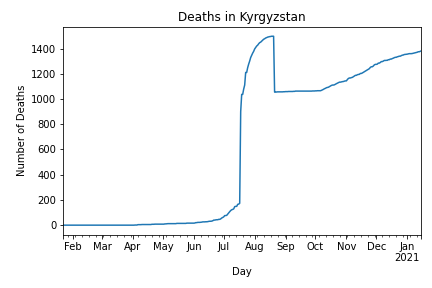 Deaths in Kyrgyzstan
Number of Deaths
1400
1200
1000
800
600
400
200
0
Feb Mar Apr May Jun Jul Aug Sep Oct Nov Dec Jan
2021
Day